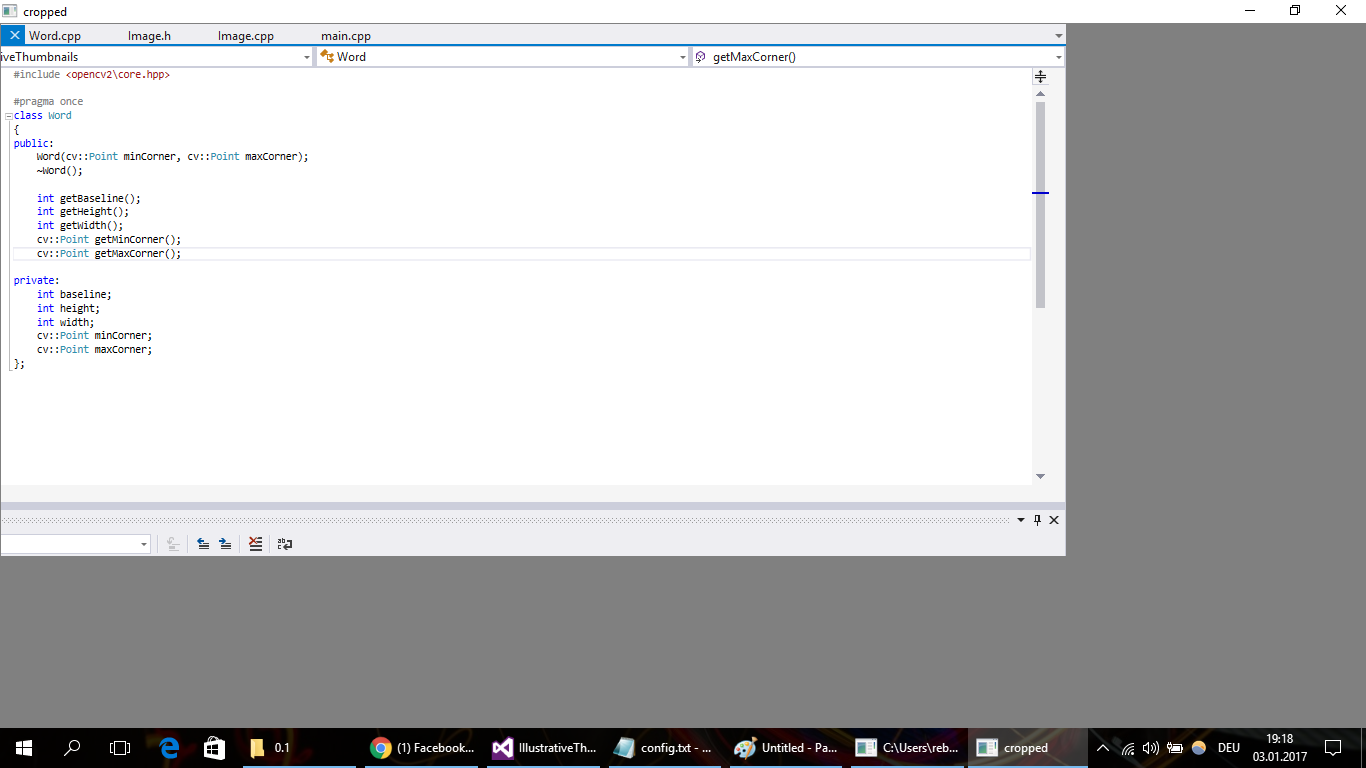 cropped
Word.cpp Image.h Image.cpp main.cpp
iveThumbnails Word getMaxCorner()
#include <opencv2\core.hpp>
#pragma once
class Word
{
public:
Word(cv::Point minCorner, cv::Point maxCorner);
~Word();
int getBaseline();
int getHeight();
int getWidth();
cv::Point getMinCorner();
cv::Point getMaxCorner();
private:
int baseline;
int height;
int width;
cv::Point minCorner;
cv::Point maxCorner;
};
0.1 (1) Facebook... IllustrativeTh... config.txt - ... Untitled - Pa... C:\Users\reb... cropped DEU 19:18
03.01.2017